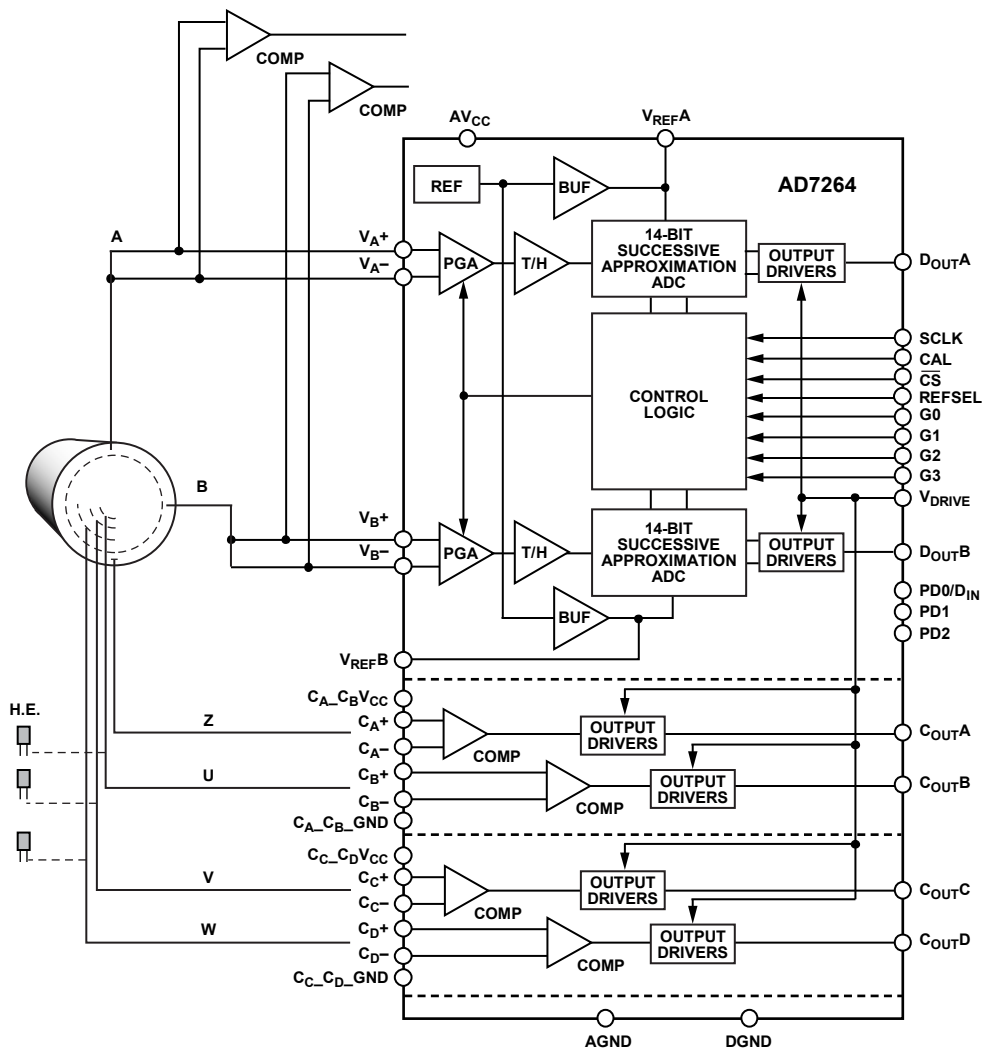 COMP
COMP
AVCC
VREFA
REF
BUF
AD7264
A
VA+
VA–
PGA
T/H
14-BIT
SUCCESSIVE
APPROXIMATION
ADC
OUTPUT
DRIVERS
DOUTA
CONTROL
LOGIC
SCLK
CAL
CS
REFSEL
G0
G1
G2
G3
VDRIVE
B
VB+
VB–
PGA
T/H
14-BIT
SUCCESSIVE
APPROXIMATION
ADC
OUTPUT
DRIVERS
DOUTB
PD0/DIN
PD1
PD2
BUF
VREFB
CA_CBVCC
H.E.
Z
CA+
CA–
COMP
OUTPUT
DRIVERS
COUTA
U
CB+
CB–
COMP
OUTPUT
DRIVERS
COUTB
CA_CB_GND
CC_CDVCC
V
CC+
CC–
COMP
OUTPUT
DRIVERS
COUTC
W
CD+
CD–
COMP
OUTPUT
DRIVERS
COUTD
CC_CD_GND
AGND
DGND